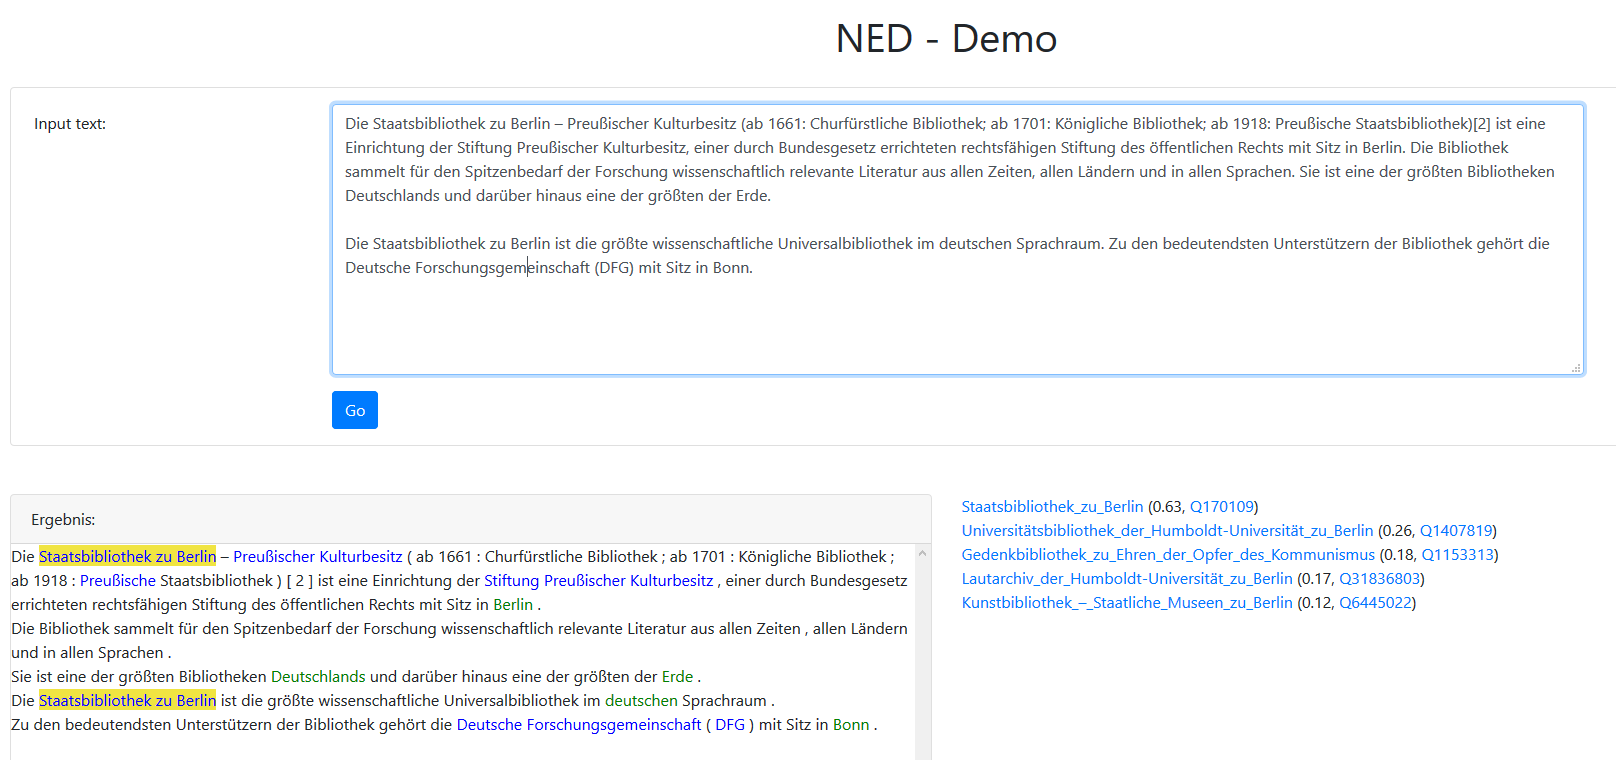 NED - Demo
Input text:
Die Staatsbibliothek zu Berlin – Preußischer Kulturbesitz (ab 1661: Churfürstliche Bibliothek; ab 1701: Königliche Bibliothek; ab 1918: Preußische Staatsbibliothek)[2] ist eine
Einrichtung der Stiftung Preußischer Kulturbesitz, einer durch Bundesgesetz errichteten rechtsfähigen Stiftung des öffentlichen Rechts mit Sitz in Berlin. Die Bibliothek
sammelt für den Spitzenbedarf der Forschung wissenschaftlich relevante Literatur aus allen Zeiten, allen Ländern und in allen Sprachen. Sie ist eine der größten Bibliotheken
Deutschlands und darüber hinaus eine der größten der Erde.
Die Staatsbibliothek zu Berlin ist die größte wissenschaftliche Universalbibliothek im deutschen Sprachraum. Zu den bedeutendsten Unterstützern der Bibliothek gehört die
Deutsche Forschungsgemeinschaft (DFG) mit Sitz in Bonn.
Go
Ergebnis:
Die Staatsbibliothek zu Berlin – Preußischer Kulturbesitz ( ab 1661 : Churfürstliche Bibliothek ; ab 1701 : Königliche Bibliothek ;
ab 1918 : Preußische Staatsbibliothek ) [ 2 ] ist eine Einrichtung der Stiftung Preußischer Kulturbesitz , einer durch Bundesgesetz
errichteten rechtsfähigen Stiftung des öffentlichen Rechts mit Sitz in Berlin .
Die Bibliothek sammelt für den Spitzenbedarf der Forschung wissenschaftlich relevante Literatur aus allen Zeiten , allen Ländern
und in allen Sprachen .
Sie ist eine der größten Bibliotheken Deutschlands und darüber hinaus eine der größten der Erde .
Die Staatsbibliothek zu Berlin ist die größte wissenschaftliche Universalbibliothek im deutschen Sprachraum .
Zu den bedeutendsten Unterstützern der Bibliothek gehört die Deutsche Forschungsgemeinschaft ( DFG ) mit Sitz in Bonn .
Staatsbibliothek_zu_Berlin (0.63, Q170109)
Universitätsbibliothek_der_Humboldt-Universität_zu_Berlin (0.26, Q1407819)
Gedenkbibliothek_zu_Ehren_der_Opfer_des_Kommunismus (0.18, Q1153313)
Lautarchiv_der_Humboldt-Universität_zu_Berlin (0.17, Q31836803)
Kunstbibliothek_–_Staatliche_Museen_zu_Berlin (0.12, Q6445022)